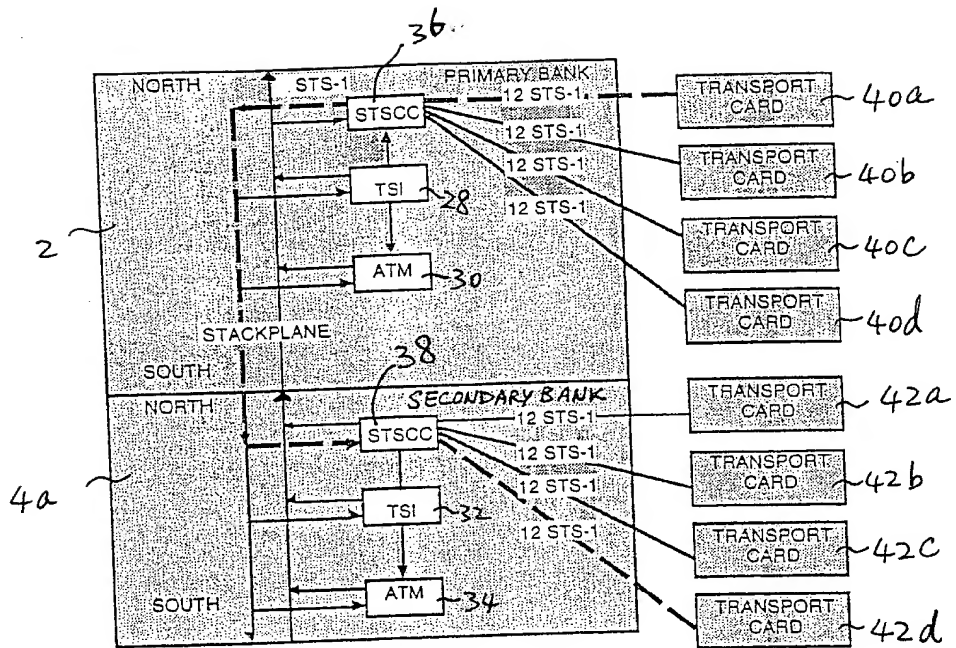 36
NORTH
STS-1
PRIMARY BANK
12 STS-1
STSCC
TRANSPORT
CARD
40a
12 STS-1
12 STS-1
12 STS-1
TRANSPORT
CARD
40b
TSI
28
2
TRANSPORT
CARD
40c
ATM
30
TRANSPORT
CARD
40d
STACKPLANE
38
SOUTH
NORTH
SECONDARY BANK
12 STS-1
STSCC
TRANSPORT
CARD
42a
12 STS-1
12 STS-1
12 STS-1
TRANSPORT
CARD
42b
4a
TSI
32
TRANSPORT
CARD
42c
SOUTH
ATM
34
TRANSPORT
CARD
42d